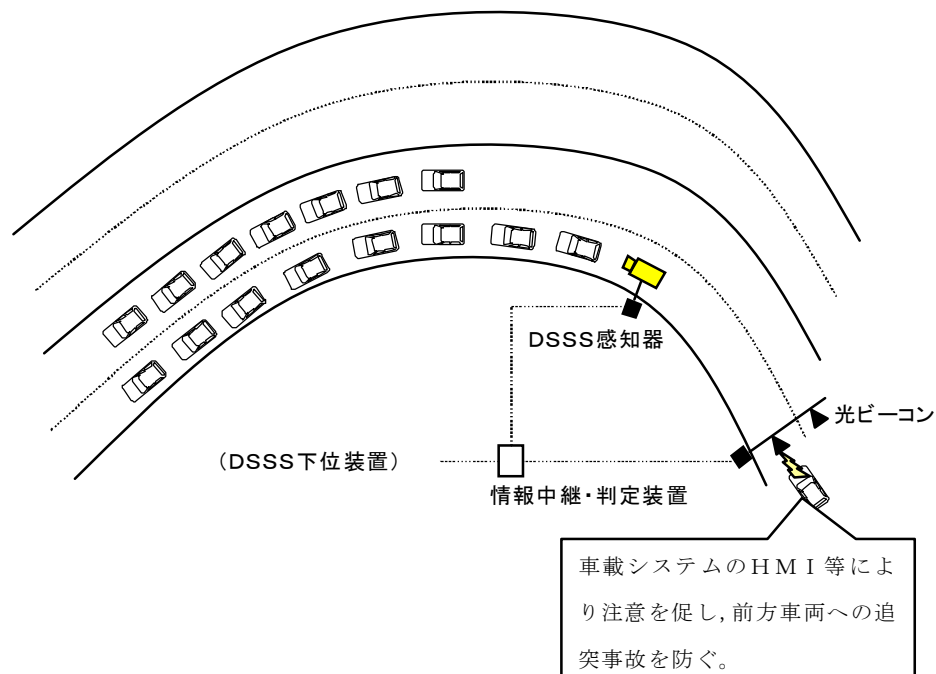 DSSS感知器
光ビーコン
（DSSS下位装置）
情報中継・判定装置
車載システムのＨＭＩ等によ
り注意を促し,前方車両への追
突事故を防ぐ。